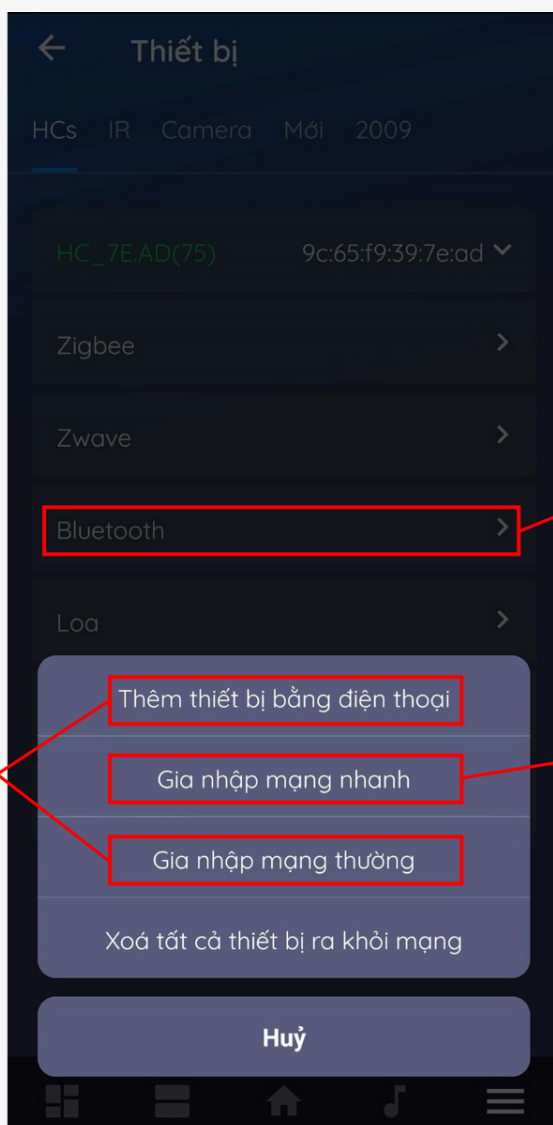 Thiết bị
HCs IR Camera Mới 2009
HC_7E.AD(75) 9c:65:f9:39:7e:ad
Zigbee
Zwave
Bluetooth
Loa
Thêm thiết bị bằng điện thoại
Gia nhập mạng nhanh
Gia nhập mạng thường
Xoá tất cả thiết bị ra khỏi mạng
Huỷ